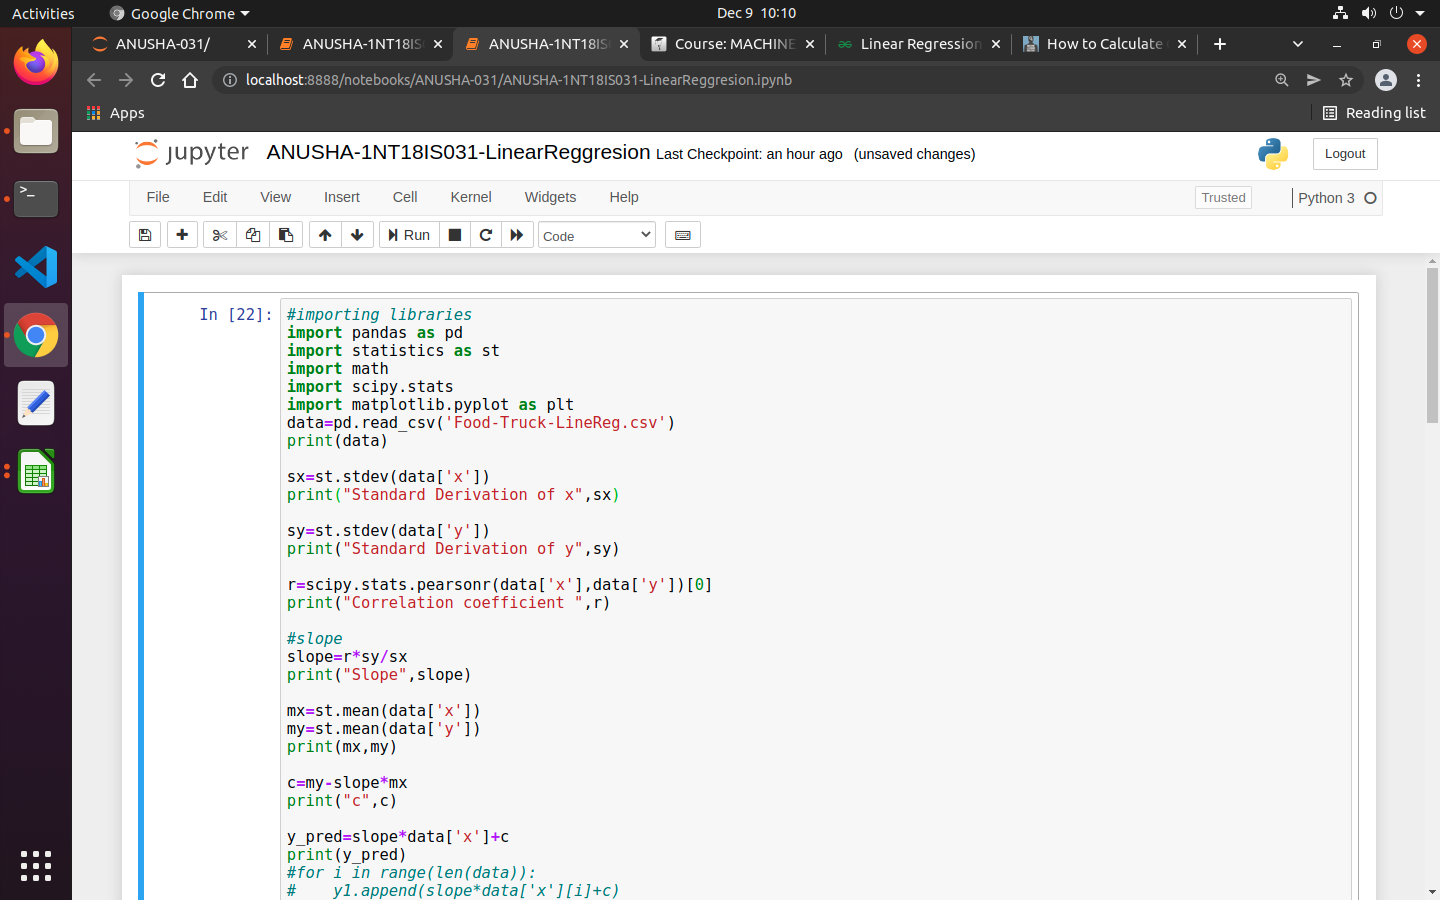 Activities
Google Chrome
Dec 9 10:10
ANUSHA-031/
ANUSHA-1NT18IS
ANUSHA-1NT18IS
Course: MACHINE
Linear Regression
How to Calculate
localhost:8888/notebooks/ANUSHA-031/ANUSHA-1NT18IS031-LinearReggresion.ipynb
Apps
Reading list
jupyter
ANUSHA-1NT18IS031-LinearReggresion Last Checkpoint: an hour ago (unsaved changes)
Logout
File Edit View Insert Cell Kernel Widgets Help
Trusted
Python 3
Run
Code
In [22]:
#importing libraries
import pandas as pd
import statistics as st
import math
import scipy.stats
import matplotlib.pyplot as plt
data=pd.read_csv('Food-Truck-LineReg.csv')
print(data)
sx=st.stdev(data['x'])
print("Standard Derivation of x",sx)
sy=st.stdev(data['y'])
print("Standard Derivation of y",sy)
r=scipy.stats.pearsonr(data['x'],data['y'])[0]
print("Correlation coefficient ",r)
#slope
slope=r*sy/sx
print("Slope",slope)
mx=st.mean(data['x'])
my=st.mean(data['y'])
print(mx,my)
c=my-slope*mx
print("c",c)
y_pred=slope*data['x']+c
print(y_pred)
#for i in range(len(data)):
#    y1.append(slope*data['x'][i]+c)